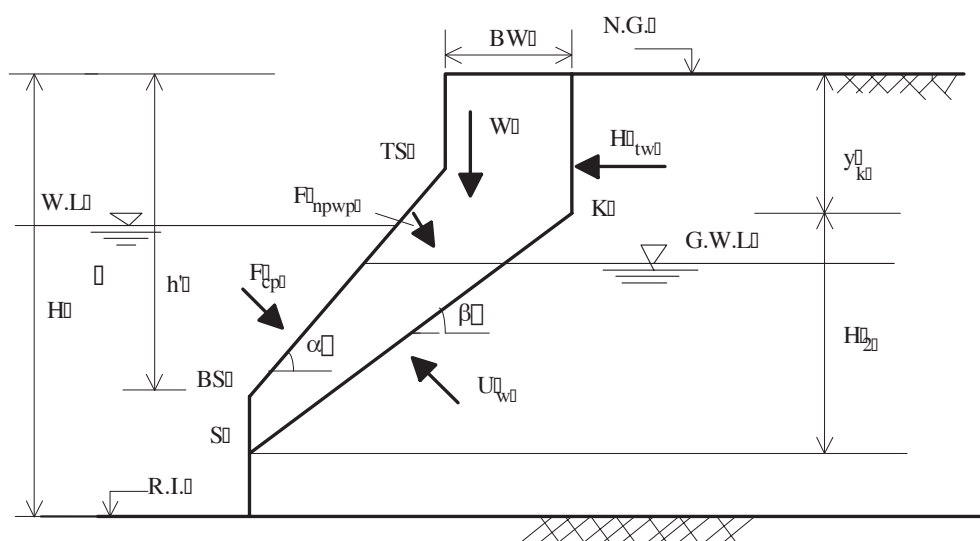 N.G.
BW
W
TS
H tw
y k
W.L
F npwp
K
G.W.L
F cp
h'
H
β
H 2
α
BS
U w
S
R.I.